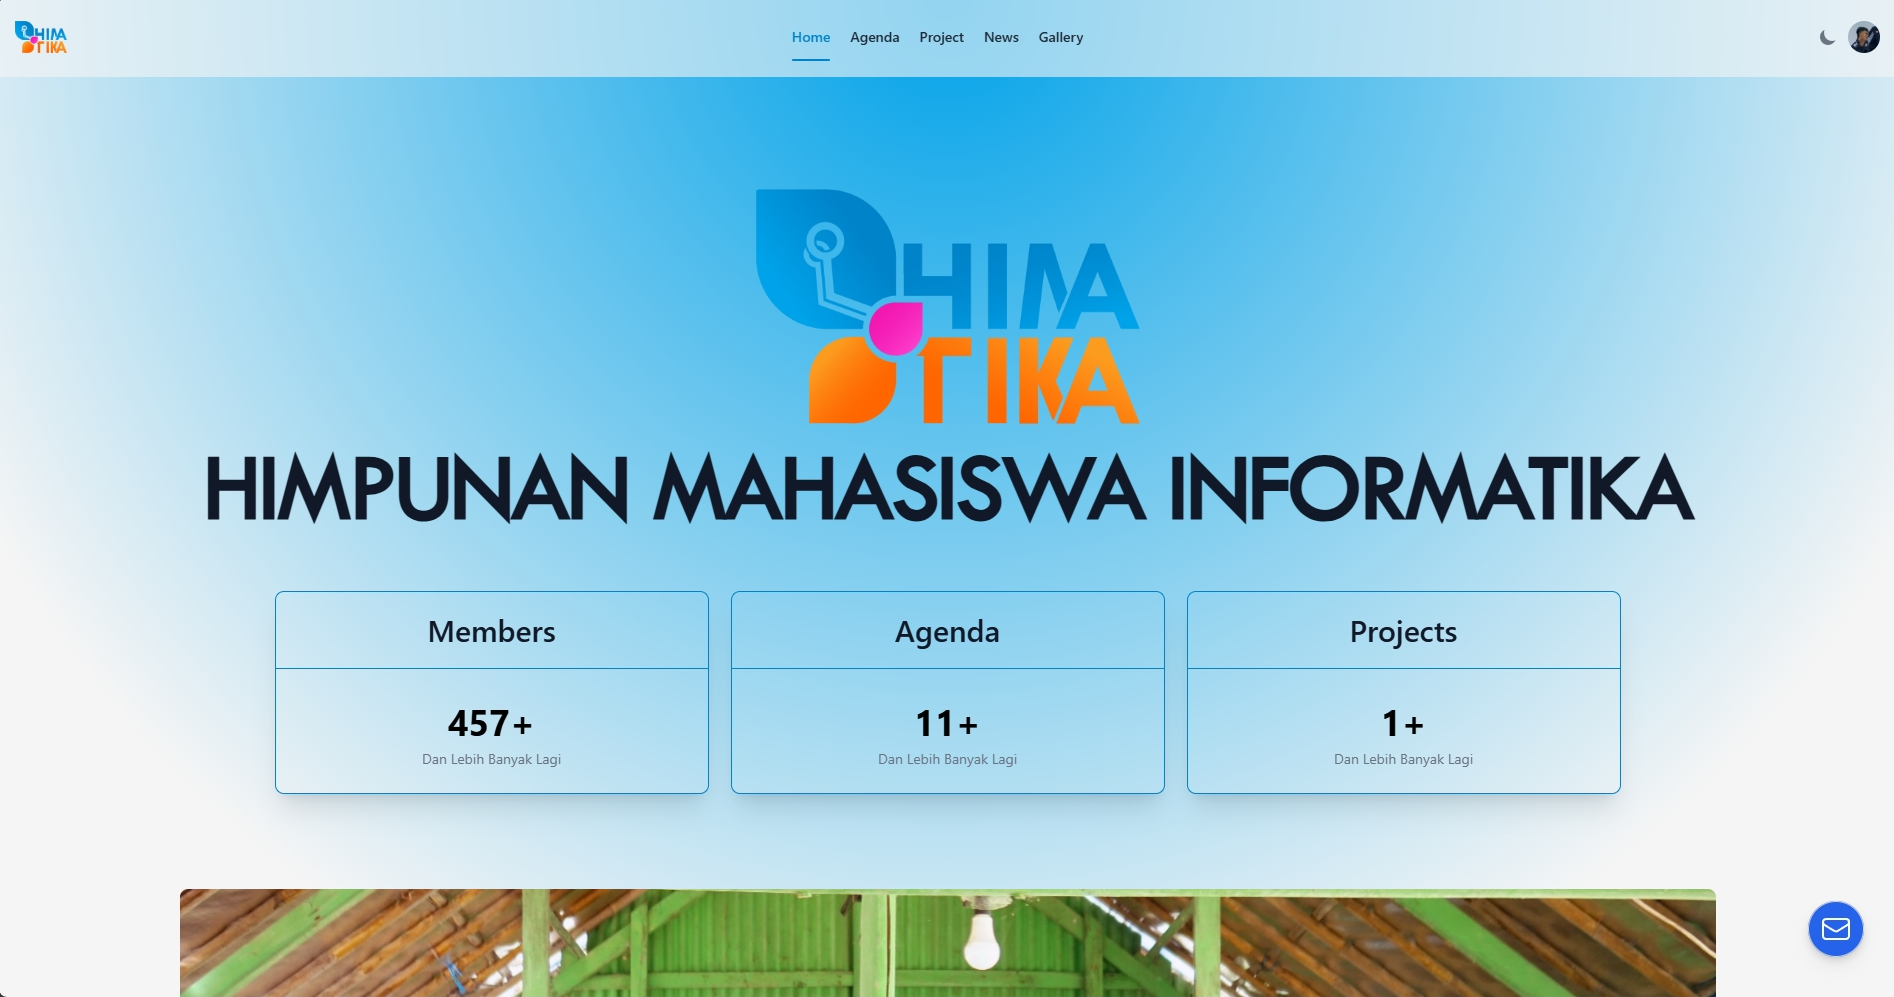 HIMA
TIKA
Home Agenda Project News Gallery
HIMA
TIKA
HIMPUNAN MAHASISWA INFORMATIKA
Members
457+
Dan Lebih Banyak Lagi
Agenda
11+
Dan Lebih Banyak Lagi
Projects
1+
Dan Lebih Banyak Lagi